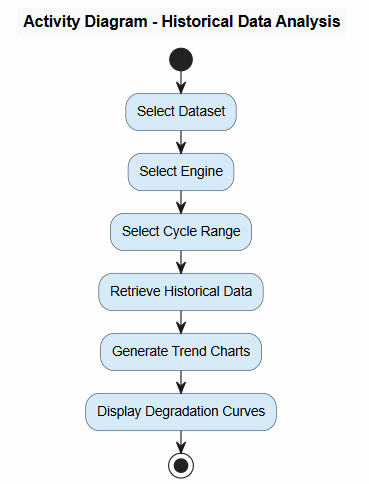 Activity Diagram - Historical Data Analysis
Select Dataset
Select Engine
Select Cycle Range
Retrieve Historical Data
Generate Trend Charts
Display Degradation Curves